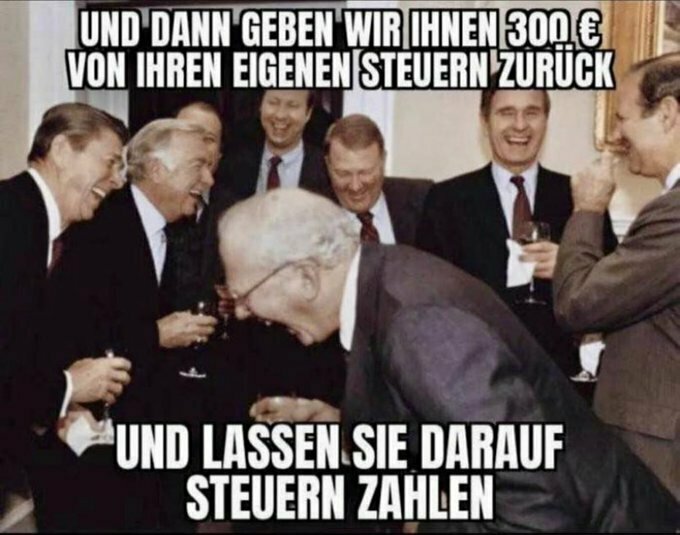 UND DANN GEBEN WIR IHNEN 300 €
VON IHREN EIGENEN STEUERN ZURÜCK
UND LASSEN SIE DARAUF
STEUERN ZAHLEN